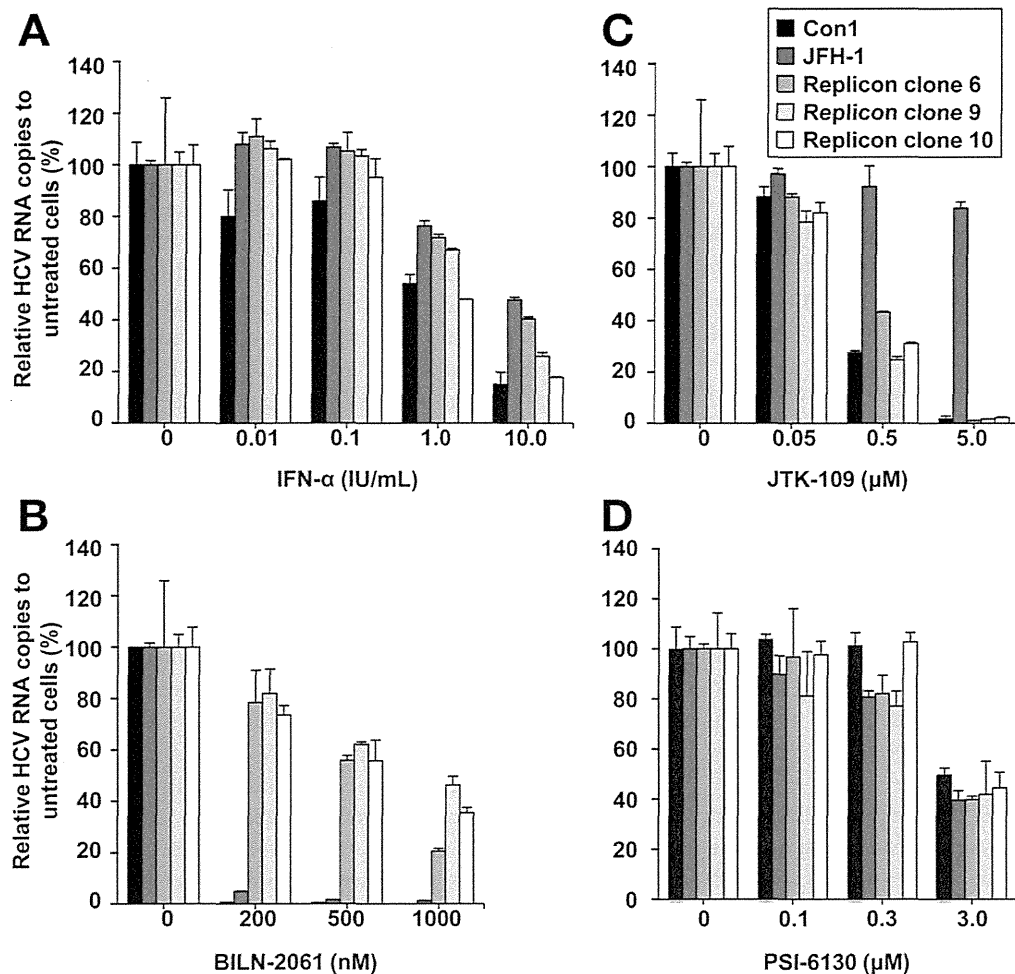 A
Relative HCV RNA copies to
untreated cells (%)
140
120
100
80
60
40
20
0
0 0.01 0.1 1.0 10.0
IFN-α (IU/mL)
C
Con1
JFH-1
Replicon clone 6
Replicon clone 9
Replicon clone 10
140
120
100
80
60
40
20
0
0 0.05 0.5 5.0
JTK-109 (µM)
B
Relative HCV RNA copies to
untreated cells (%)
140
120
100
80
60
40
20
0
0 200 500 1000
BILN-2061 (nM)
D
140
120
100
80
60
40
20
0
0 0.1 0.3 3.0
PSI-6130 (µM)